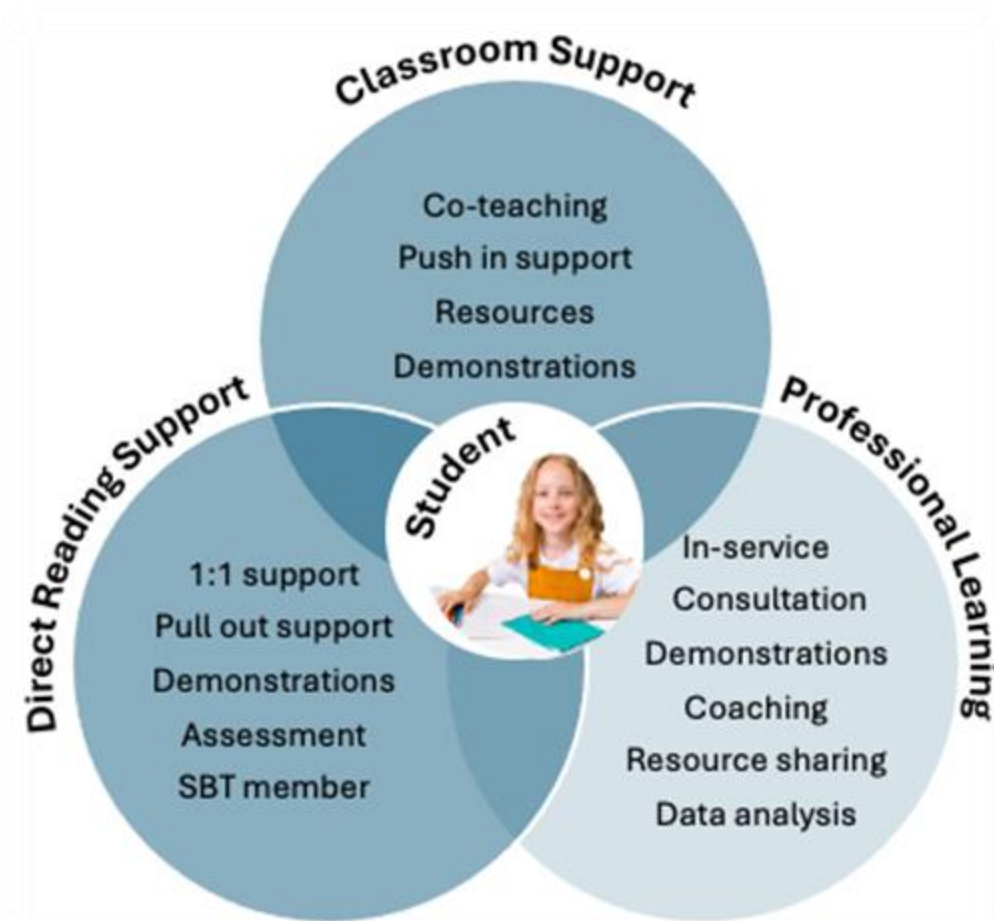 Classroom Support
Co-teaching
Push in support
Resources
Demonstrations
Direct Reading Support
1:1 support
Pull out support
Demonstrations
Assessment
SBT member
Student
Professional Learning
In-service
Consultation
Demonstrations
Coaching
Resource sharing
Data analysis